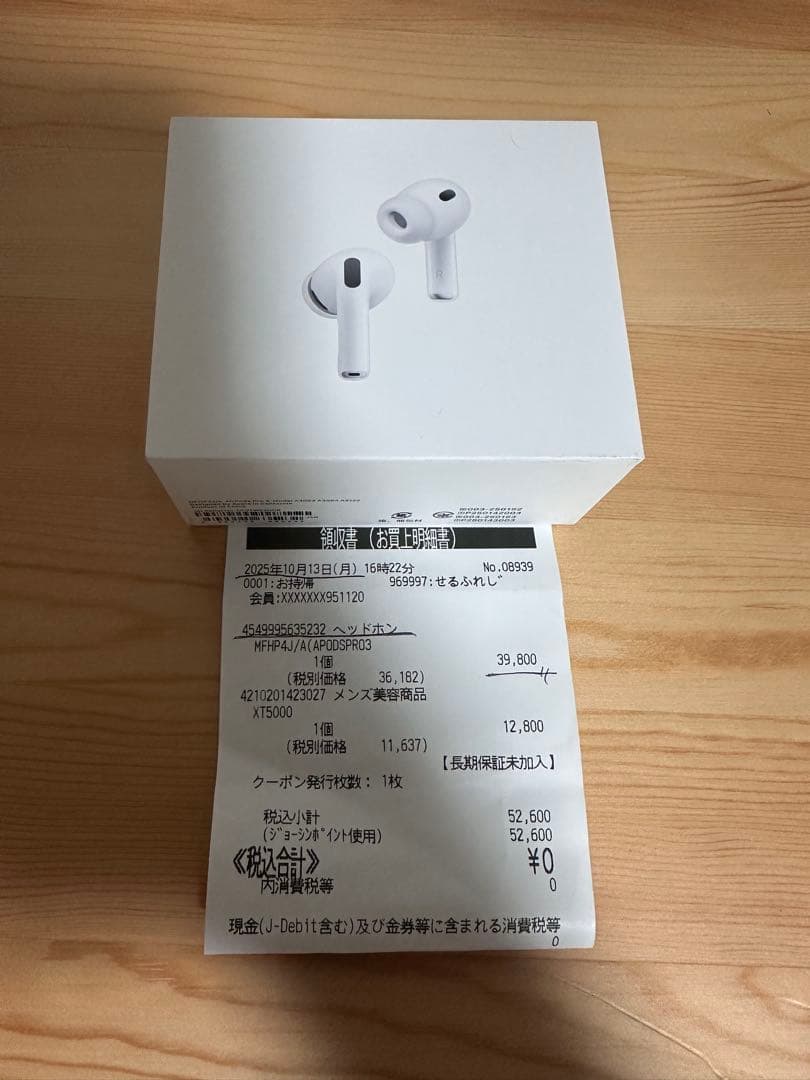 R
領収書 (お買上明細書)
2025年10月13日(月) 16時22分 No.08939
0001:お持帰 969997:せるふれじ
会員:XXXXXXX951120
4549995635232 ヘッドホン
MFHP4J/A(APODSPRO3
1個 39,800
(税別価格 36,182)
4210201423027 メンズ美容商品
XT5000
1個 12,800
(税別価格 11,637)
【長期保証未加入】
クーポン発行枚数: 1枚
税込小計 52,600
(ジョーシンポイント使用) 52,600
《税込合計》 ¥0
内消費税等 0
現金(J-Debit含む)及び金券等に含まれる消費税等
0